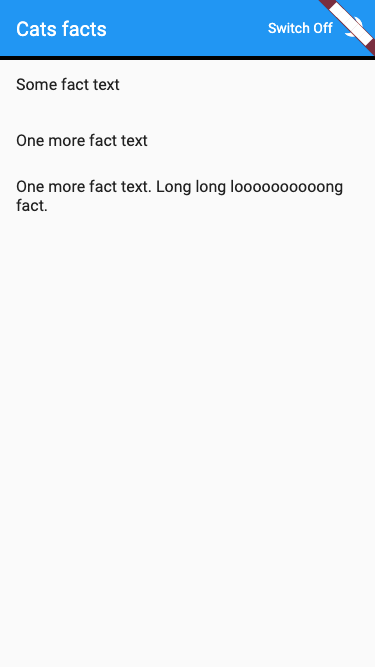 Cats facts
Switch Off
Some fact text
One more fact text
One more fact text. Long long loooooooooong
fact.